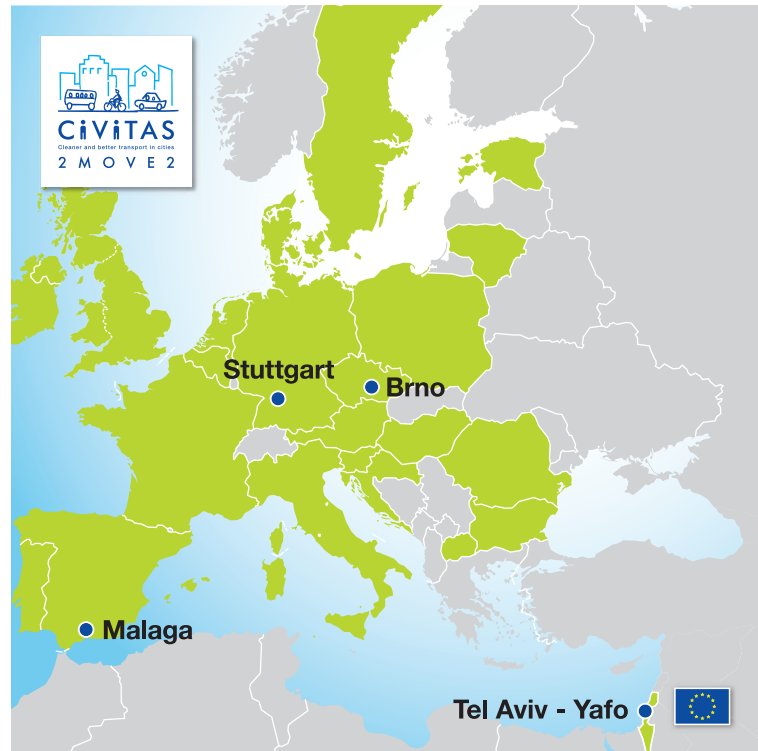 CiViTAS
Cleaner and better transport in cities
2MOVE2
Stuttgart
Brno
Malaga
Tel Aviv - Yafo